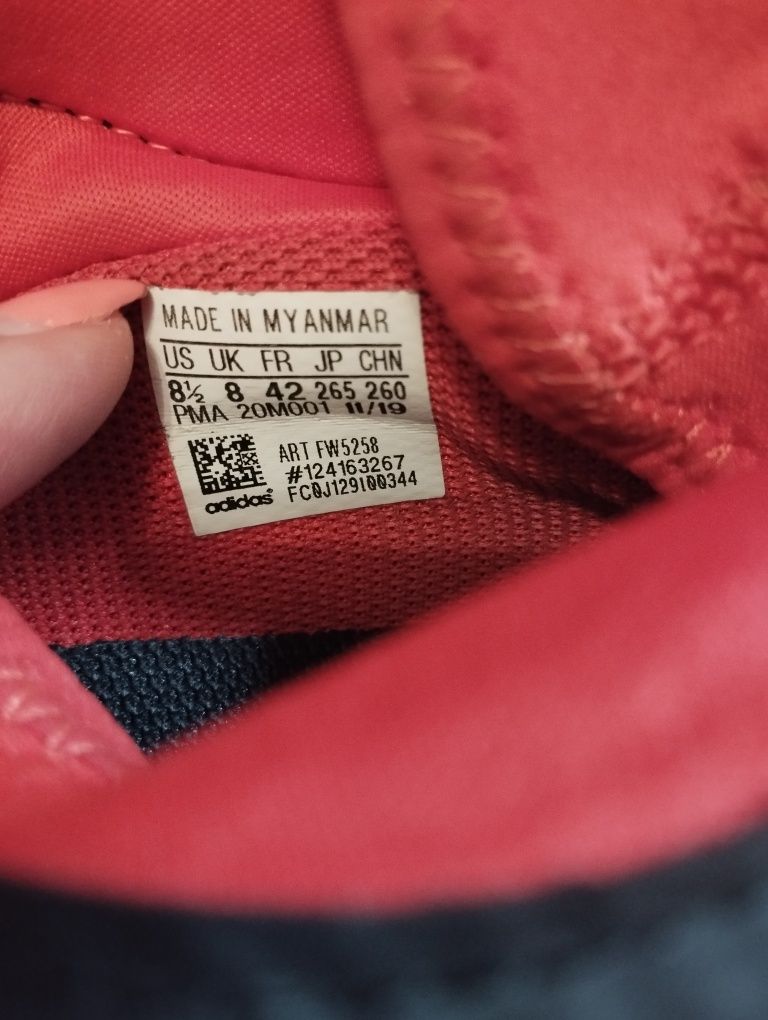 MADE IN MYANMAR
US UK FR JP CHN
8½ 8 42 265 260
PMA 20M001 11/19
ART FW5258
#124163267
FC0J129I00344
adidas®